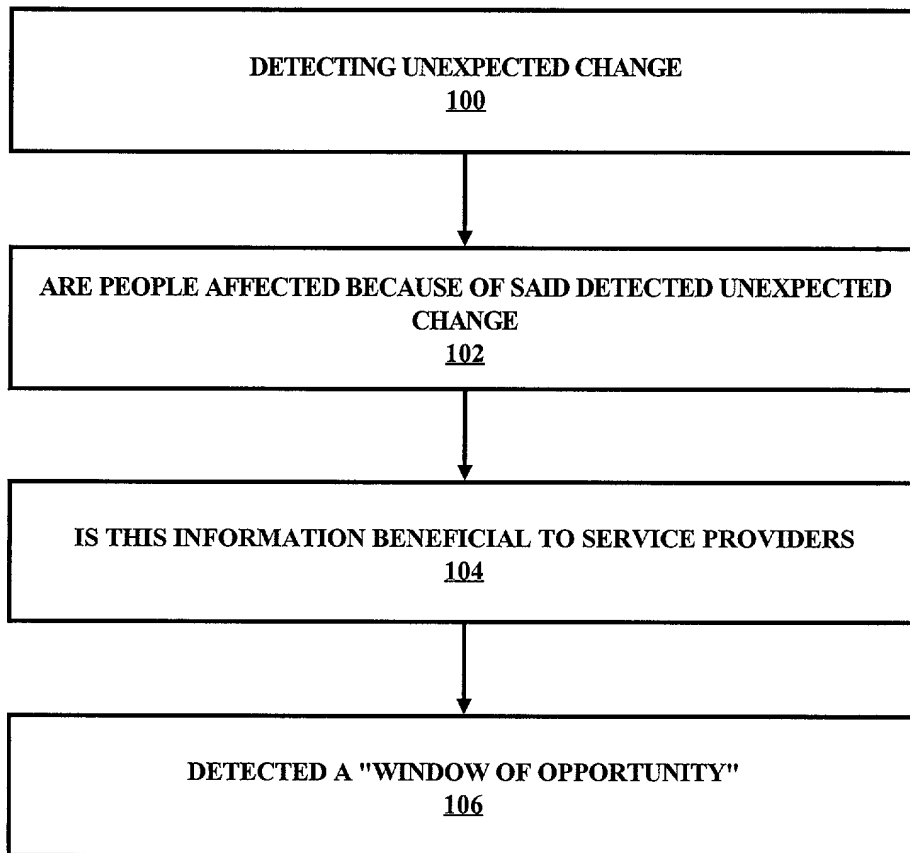 DETECTING UNEXPECTED CHANGE
100
ARE PEOPLE AFFECTED BECAUSE OF SAID DETECTED UNEXPECTED
CHANGE
102
IS THIS INFORMATION BENEFICIAL TO SERVICE PROVIDERS
104
DETECTED A "WINDOW OF OPPORTUNITY"
106